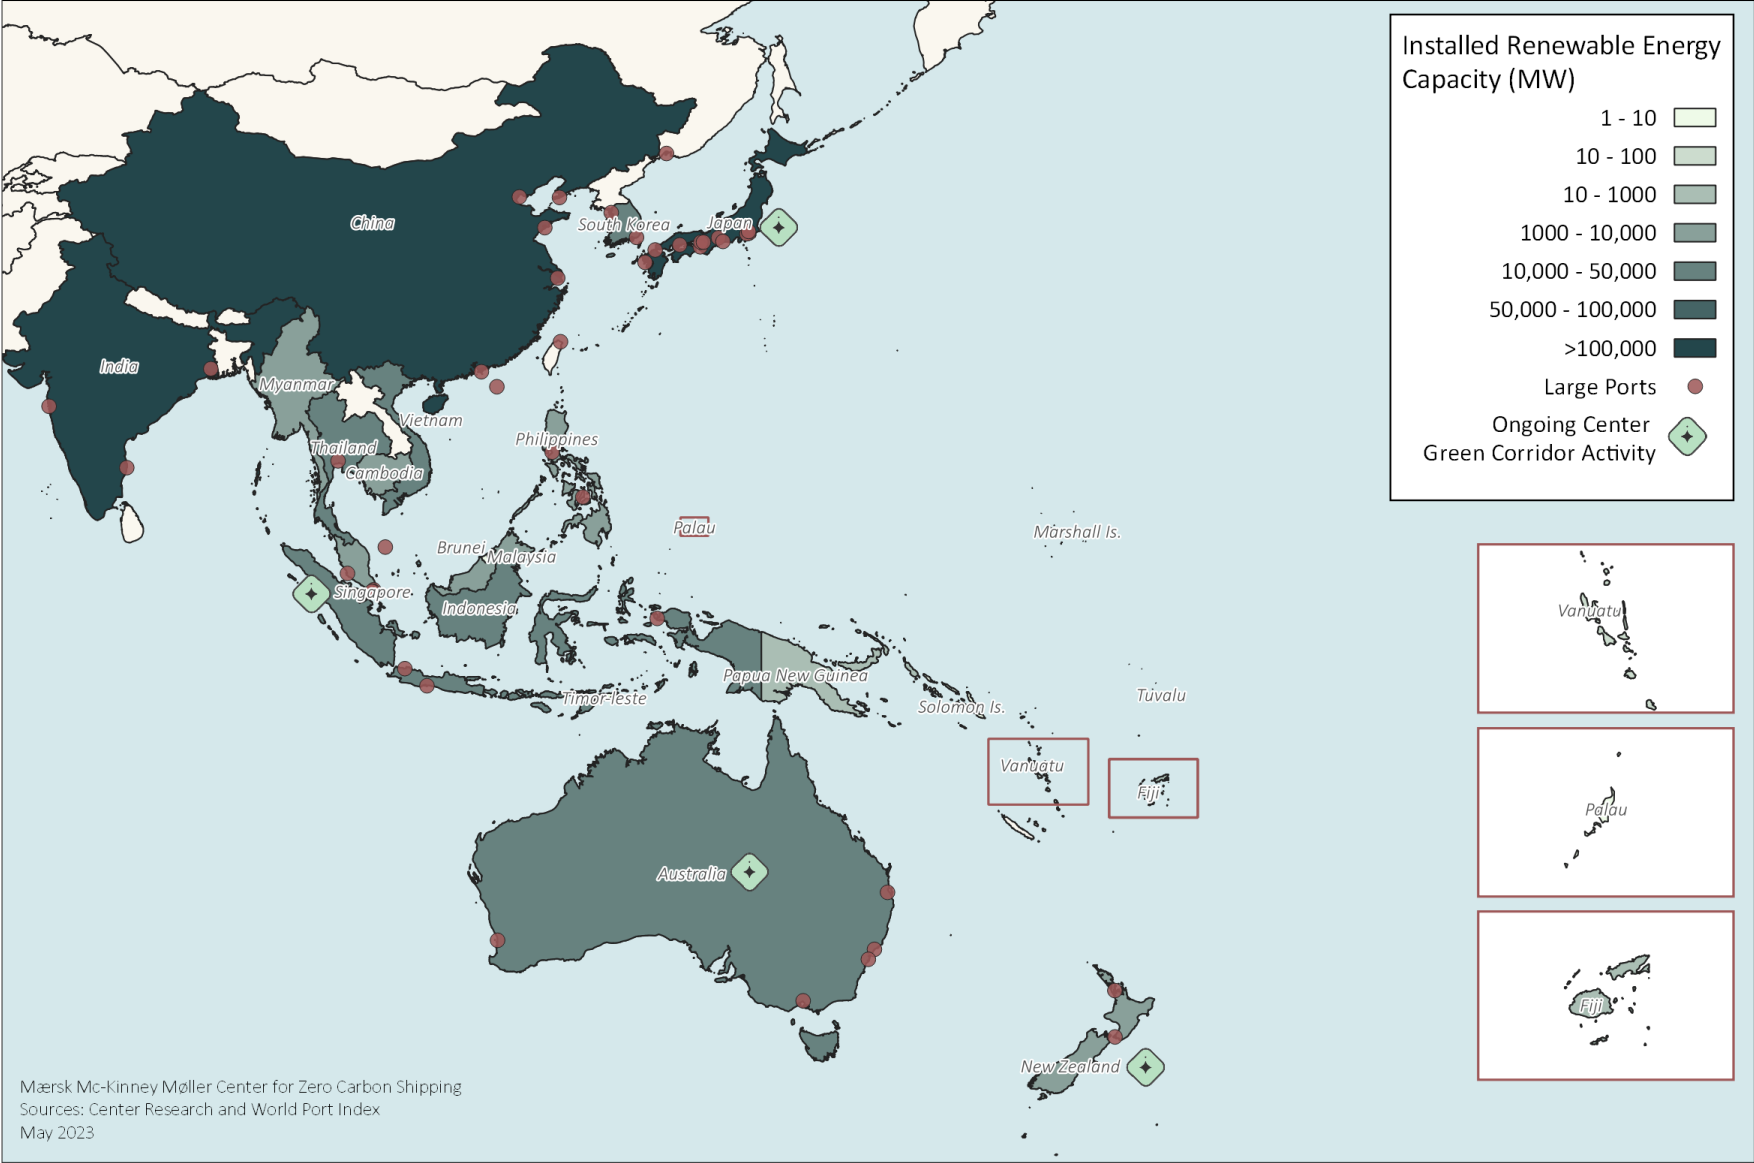 Installed Renewable Energy
Capacity (MW)
1 - 10
10 - 100
10 - 1000
1000 - 10,000
10,000 - 50,000
50,000 - 100,000
>100,000
Large Ports
Ongoing Center
Green Corridor Activity
China
South Korea
Japan
India
Myanmar
Vietnam
Thailand
Philippines
Cambodia
Palau
Marshall Is.
Brunei
Malaysia
Singapore
Indonesia
Papua New Guinea
Timor-leste
Solomon Is.
Tuvalu
Vanuatu
Fiji
Australia
New Zealand
Vanuatu
Palau
Fiji
Mærsk Mc-Kinney Møller Center for Zero Carbon Shipping
Sources: Center Research and World Port Index
May 2023